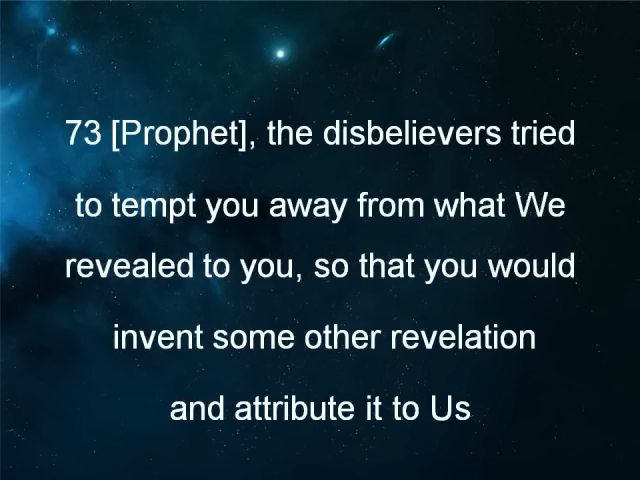 73 [Prophet], the disbelievers tried
to tempt you away from what We
revealed to you, so that you would
invent some other revelation
and attribute it to Us